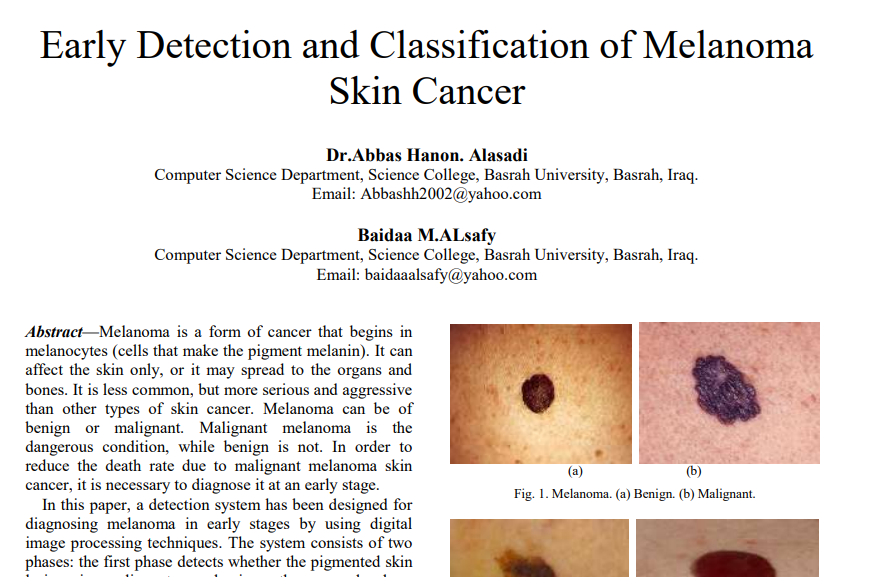 Early Detection and Classification of Melanoma
Skin Cancer
Dr.Abbas Hanon. Alasadi
Computer Science Department, Science College, Basrah University, Basrah, Iraq.
Email: Abbashh2002@yahoo.com
Baidaa M.ALsafy
Computer Science Department, Science College, Basrah University, Basrah, Iraq.
Email: baidaaalsafy@yahoo.com
Abstract—Melanoma is a form of cancer that begins in
melanocytes (cells that make the pigment melanin). It can
affect the skin only, or it may spread to the organs and
bones. It is less common, but more serious and aggressive
than other types of skin cancer. Melanoma can be of
benign or malignant. Malignant melanoma is the
dangerous condition, while benign is not. In order to
reduce the death rate due to malignant melanoma skin
cancer, it is necessary to diagnose it at an early stage.
In this paper, a detection system has been designed for
diagnosing melanoma in early stages by using digital
image processing techniques. The system consists of two
phases: the first phase detects whether the pigmented skin
(a) (b)
Fig. 1. Melanoma. (a) Benign. (b) Malignant.